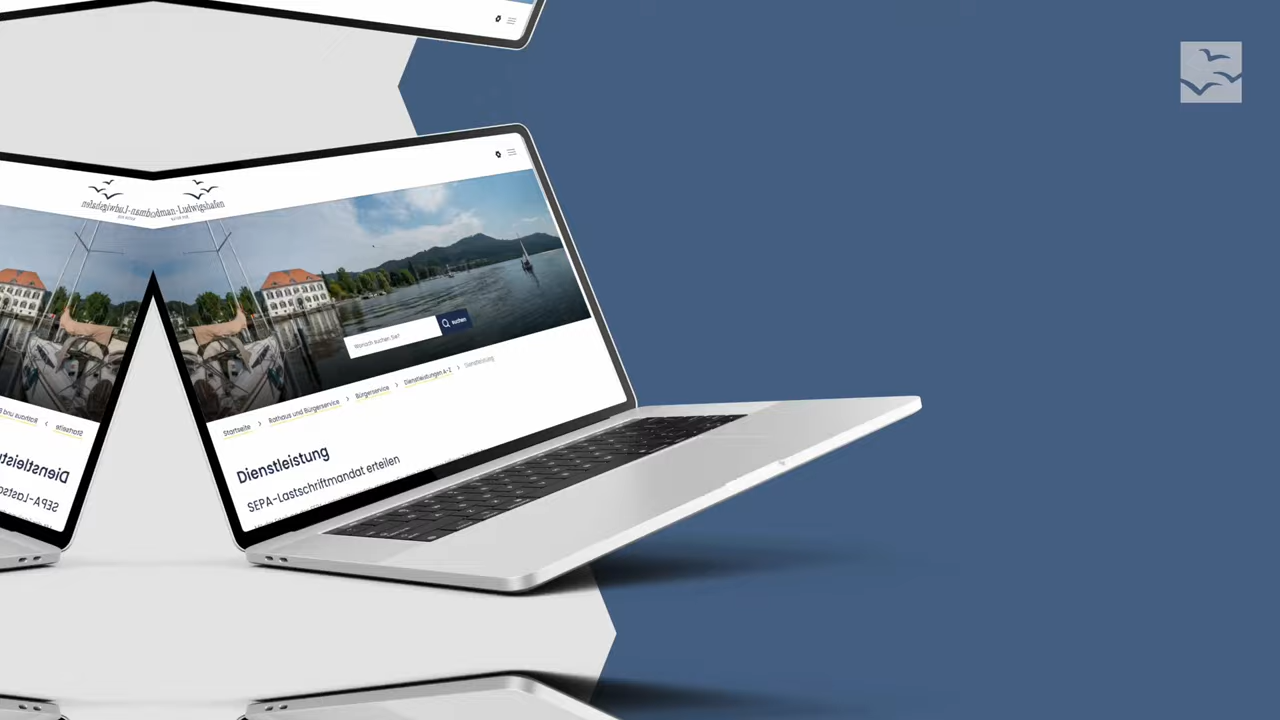 Bodman-Ludwigshafen
Wonach suchen Sie?
suchen
Startseite > Rathaus und Bürgerservice > Bürgerservice > Dienstleistungen A-Z > Dienstleistung
Dienstleistung
SEPA-Lastschriftmandat erteilen